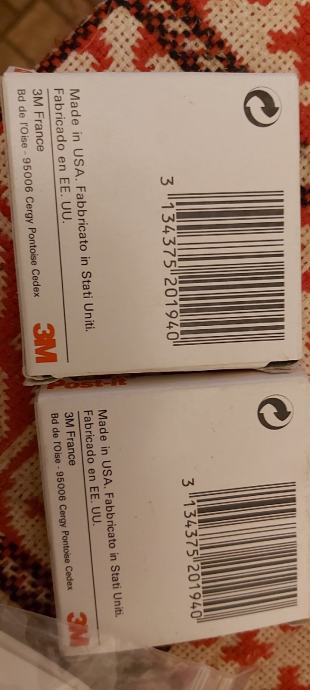 Made in USA. Fabbricato in Stati Uniti.
Fabricado en EE. UU.
3M France
Bd de l'Oise - 95006 Cergy Pontoise Cedex
3M
3 134375 201940
Post-it
Made in USA. Fabbricato in Stati Uniti.
Fabricado en EE. UU.
3M France
Bd de l'Oise - 95006 Cergy Pontoise Cedex
3M
3 134375 201940